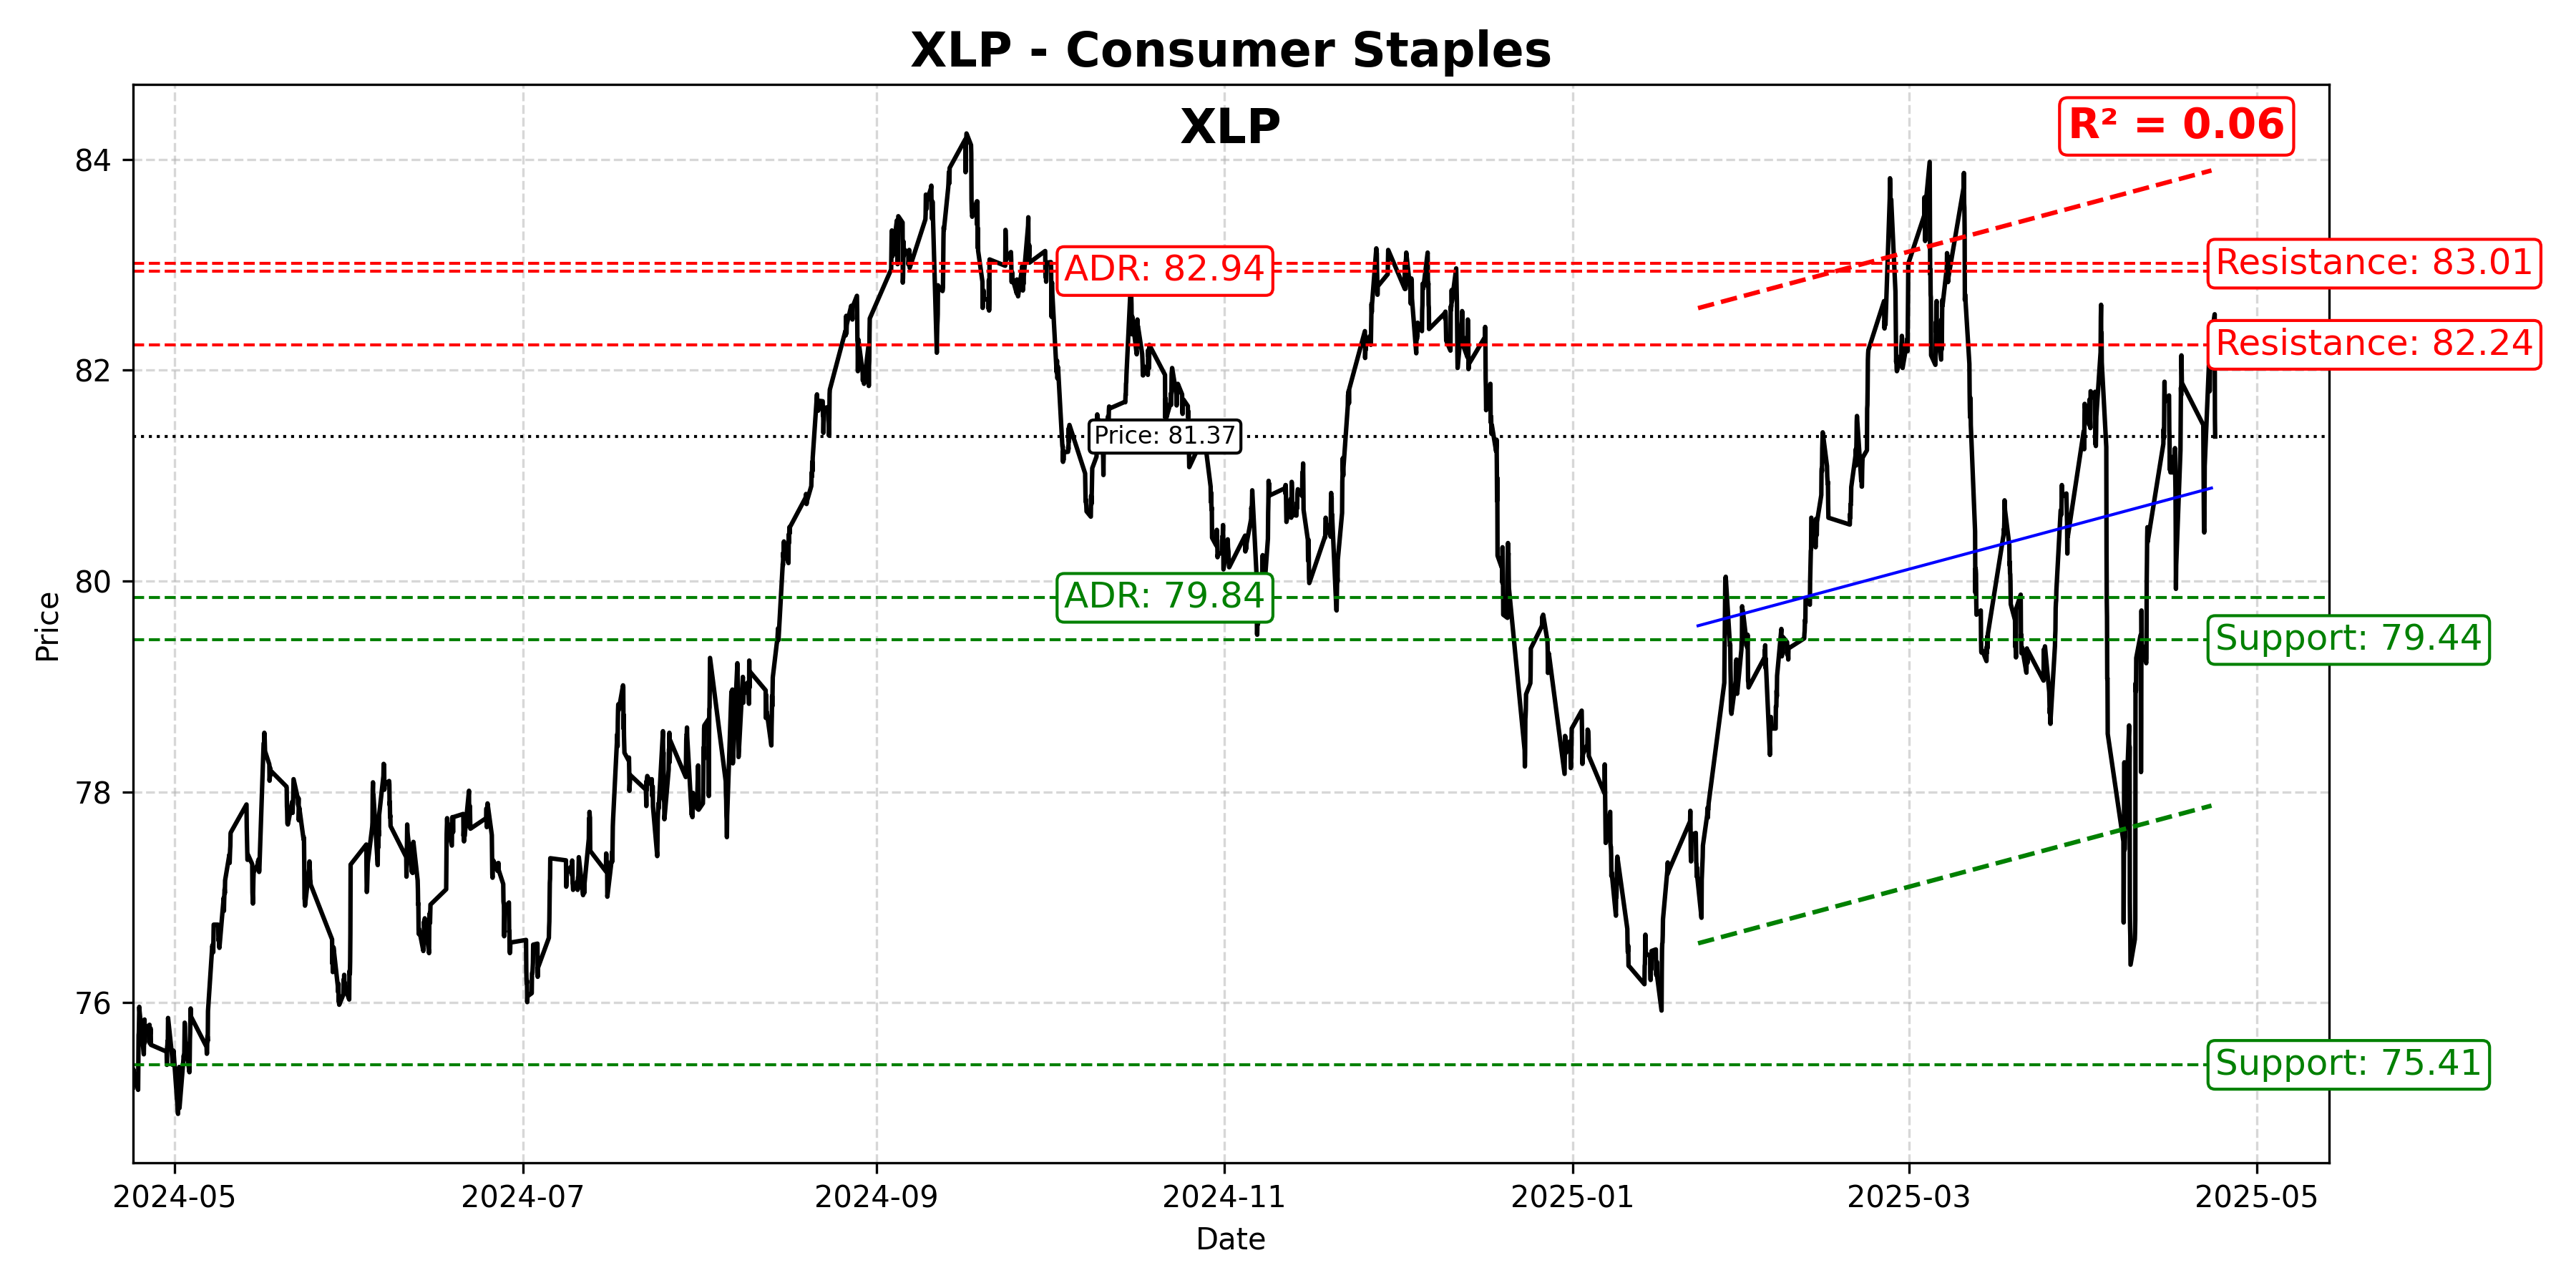 XLP - Consumer Staples
XLP
R² = 0.06
84
82
80
78
76
Price
ADR: 82.94
Resistance: 83.01
Resistance: 82.24
Price: 81.37
ADR: 79.84
Support: 79.44
Support: 75.41
2024-05 2024-07 2024-09 2024-11 2025-01 2025-03 2025-05
Date